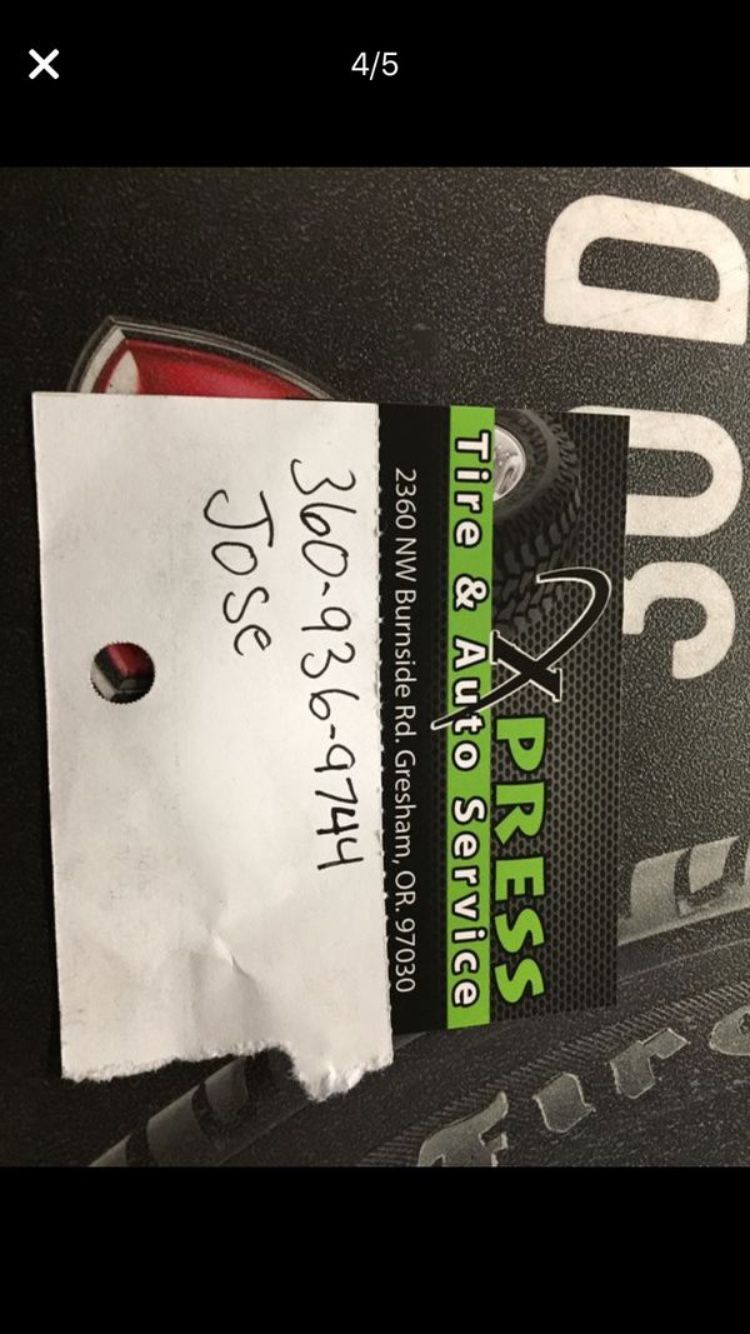 4/5
XPRESS
Tire & Auto Service
2360 NW Burnside Rd. Gresham, OR. 97030
360-936-9744
Jose